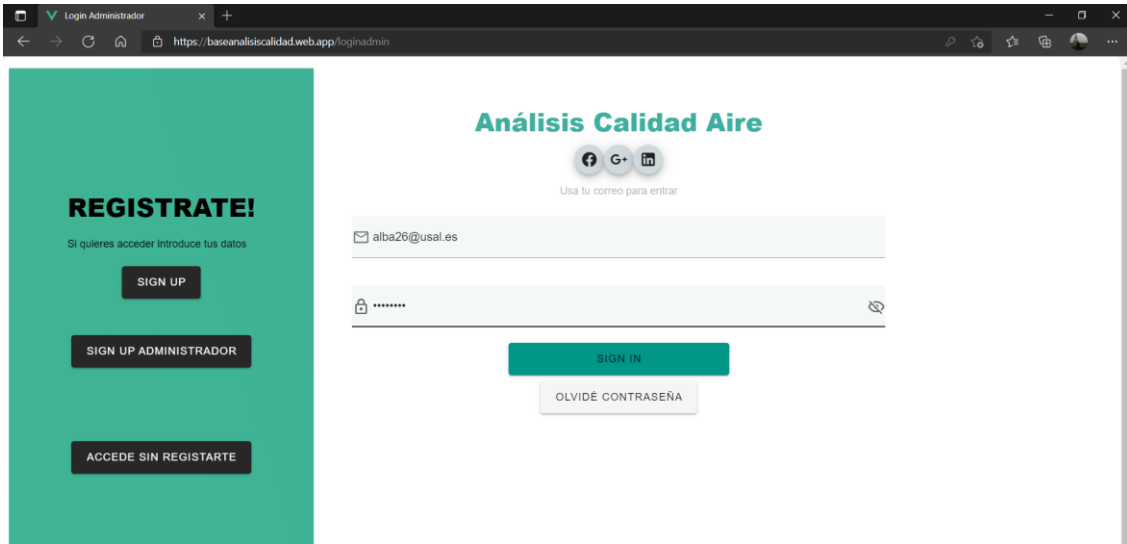 Login Administrador
https://baseanalisiscalidad.web.app/loginadmin
REGISTRATE!
Si quieres acceder introduce tus datos
SIGN UP
SIGN UP ADMINISTRADOR
ACCEDE SIN REGISTARTE
Análisis Calidad Aire
G+ in
Usa tu correo para entrar
alba26@usal.es
••••••••
SIGN IN
OLVIDÉ CONTRASEÑA